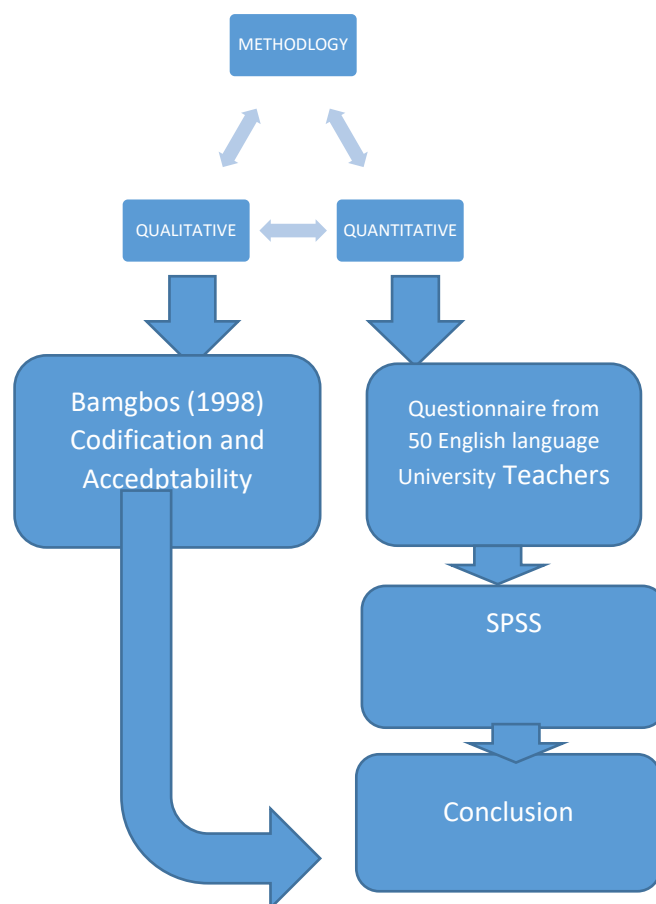 METHODLOGY
QUALITATIVE
QUANTITATIVE
Bamgbos (1998)
Codification and
Accedptability
Questionnaire from
50 English language
University Teachers
SPSS
Conclusion